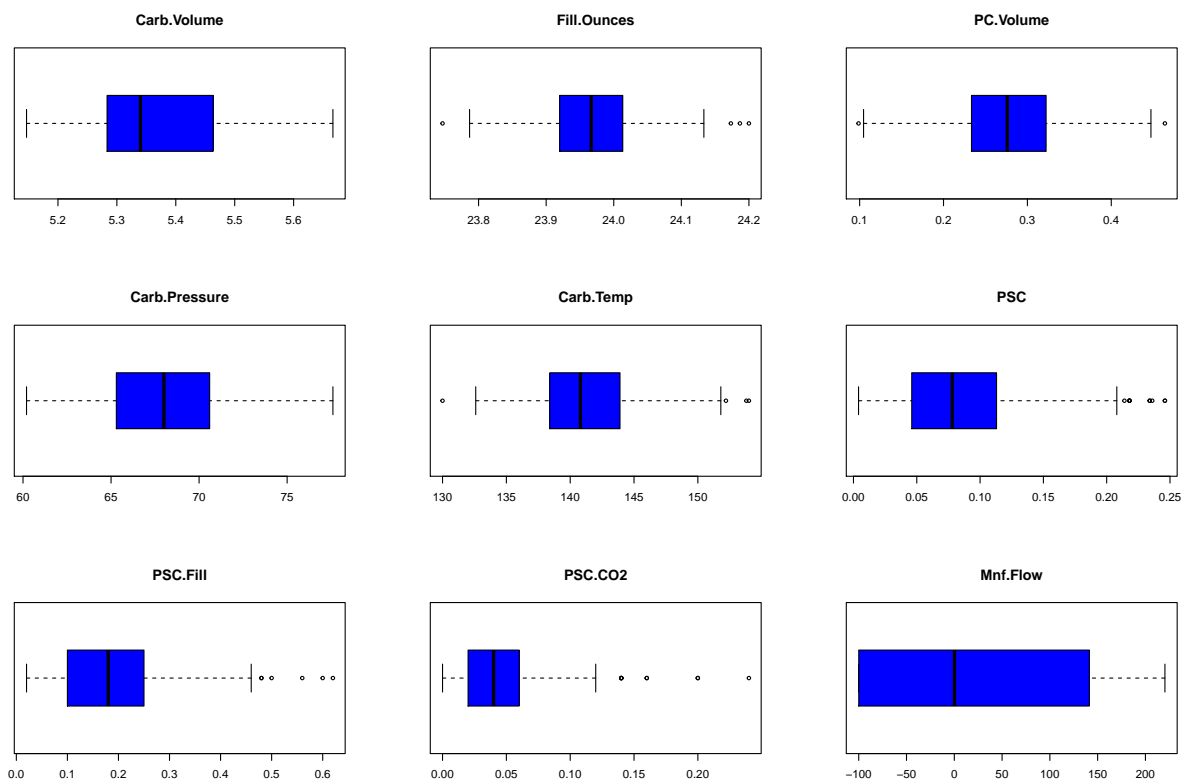 Carb.Volume Fill.Ounces PC.Volume
5.2 5.3 5.4 5.5 5.6 23.8 23.9 24.0 24.1 24.2 0.1 0.2 0.3 0.4
Carb.Pressure Carb.Temp PSC
60 65 70 75 130 135 140 145 150 0.00 0.05 0.10 0.15 0.20 0.25
PSC.Fill PSC.CO2 Mnf.Flow
0.0 0.1 0.2 0.3 0.4 0.5 0.6 0.00 0.05 0.10 0.15 0.20 −100 −50 0 50 100 150 200